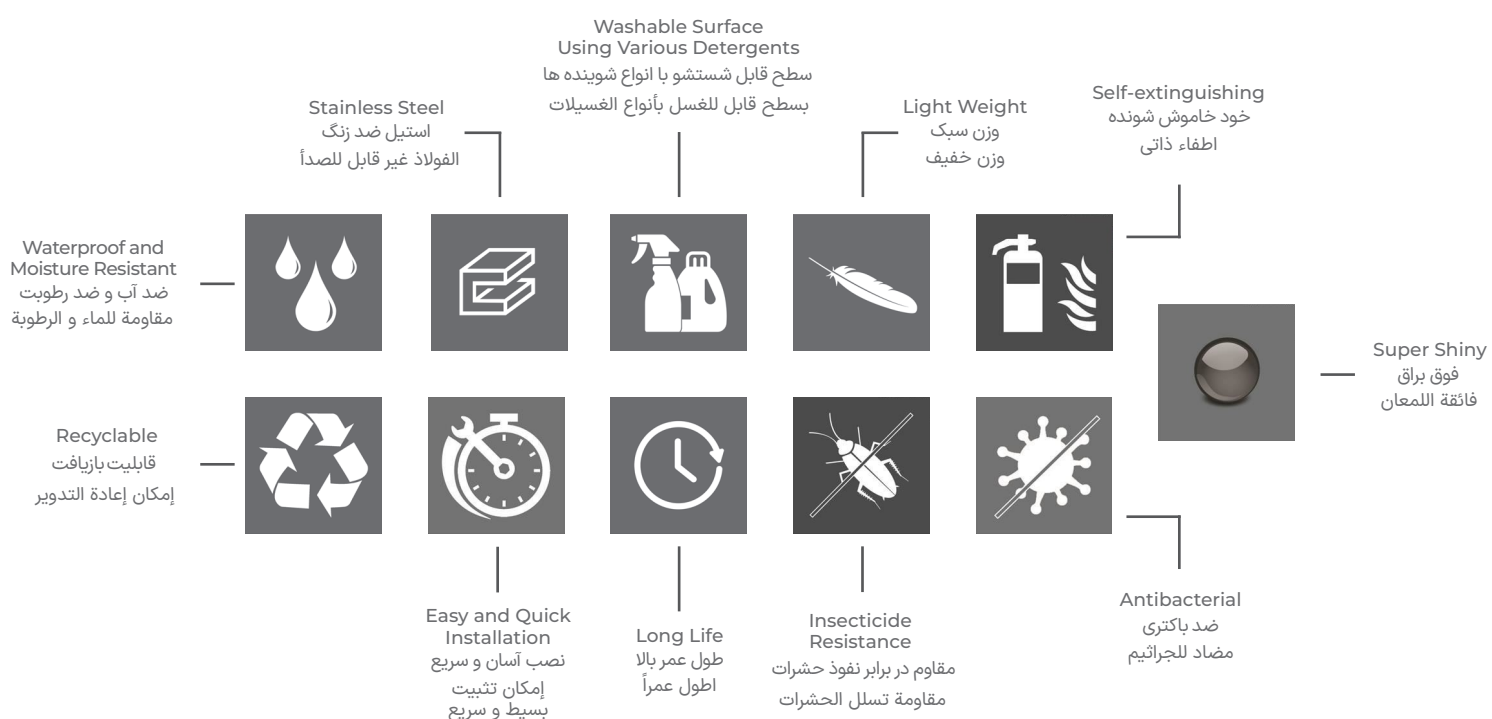 Washable Surface
Using Various Detergents
سطح قابل شستشو با انواع شوینده ها
بسطح قابل للغسل بأنواع الغسيلات
Stainless Steel
استیل ضد زنگ
الفولاذ غير قابل للصدأ
Light Weight
وزن سبک
وزن خفيف
Self-extinguishing
خود خاموش شونده
اطفاء ذاتی
Waterproof and
Moisture Resistant
ضد آب و ضد رطوبت
مقاومة للماء و الرطوبة
Super Shiny
فوق براق
فائقة اللمعان
Recyclable
قابلیت بازیافت
إمكان إعادة التدوير
Easy and Quick
Installation
نصب آسان و سریع
إمكان تثبيت
بسيط و سريع
Long Life
طول عمر بالا
اطول عمراً
Insecticide
Resistance
مقاوم در برابر نفوذ حشرات
مقاومة تسلل الحشرات
Antibacterial
ضد باکتری
مضاد للجراثيم